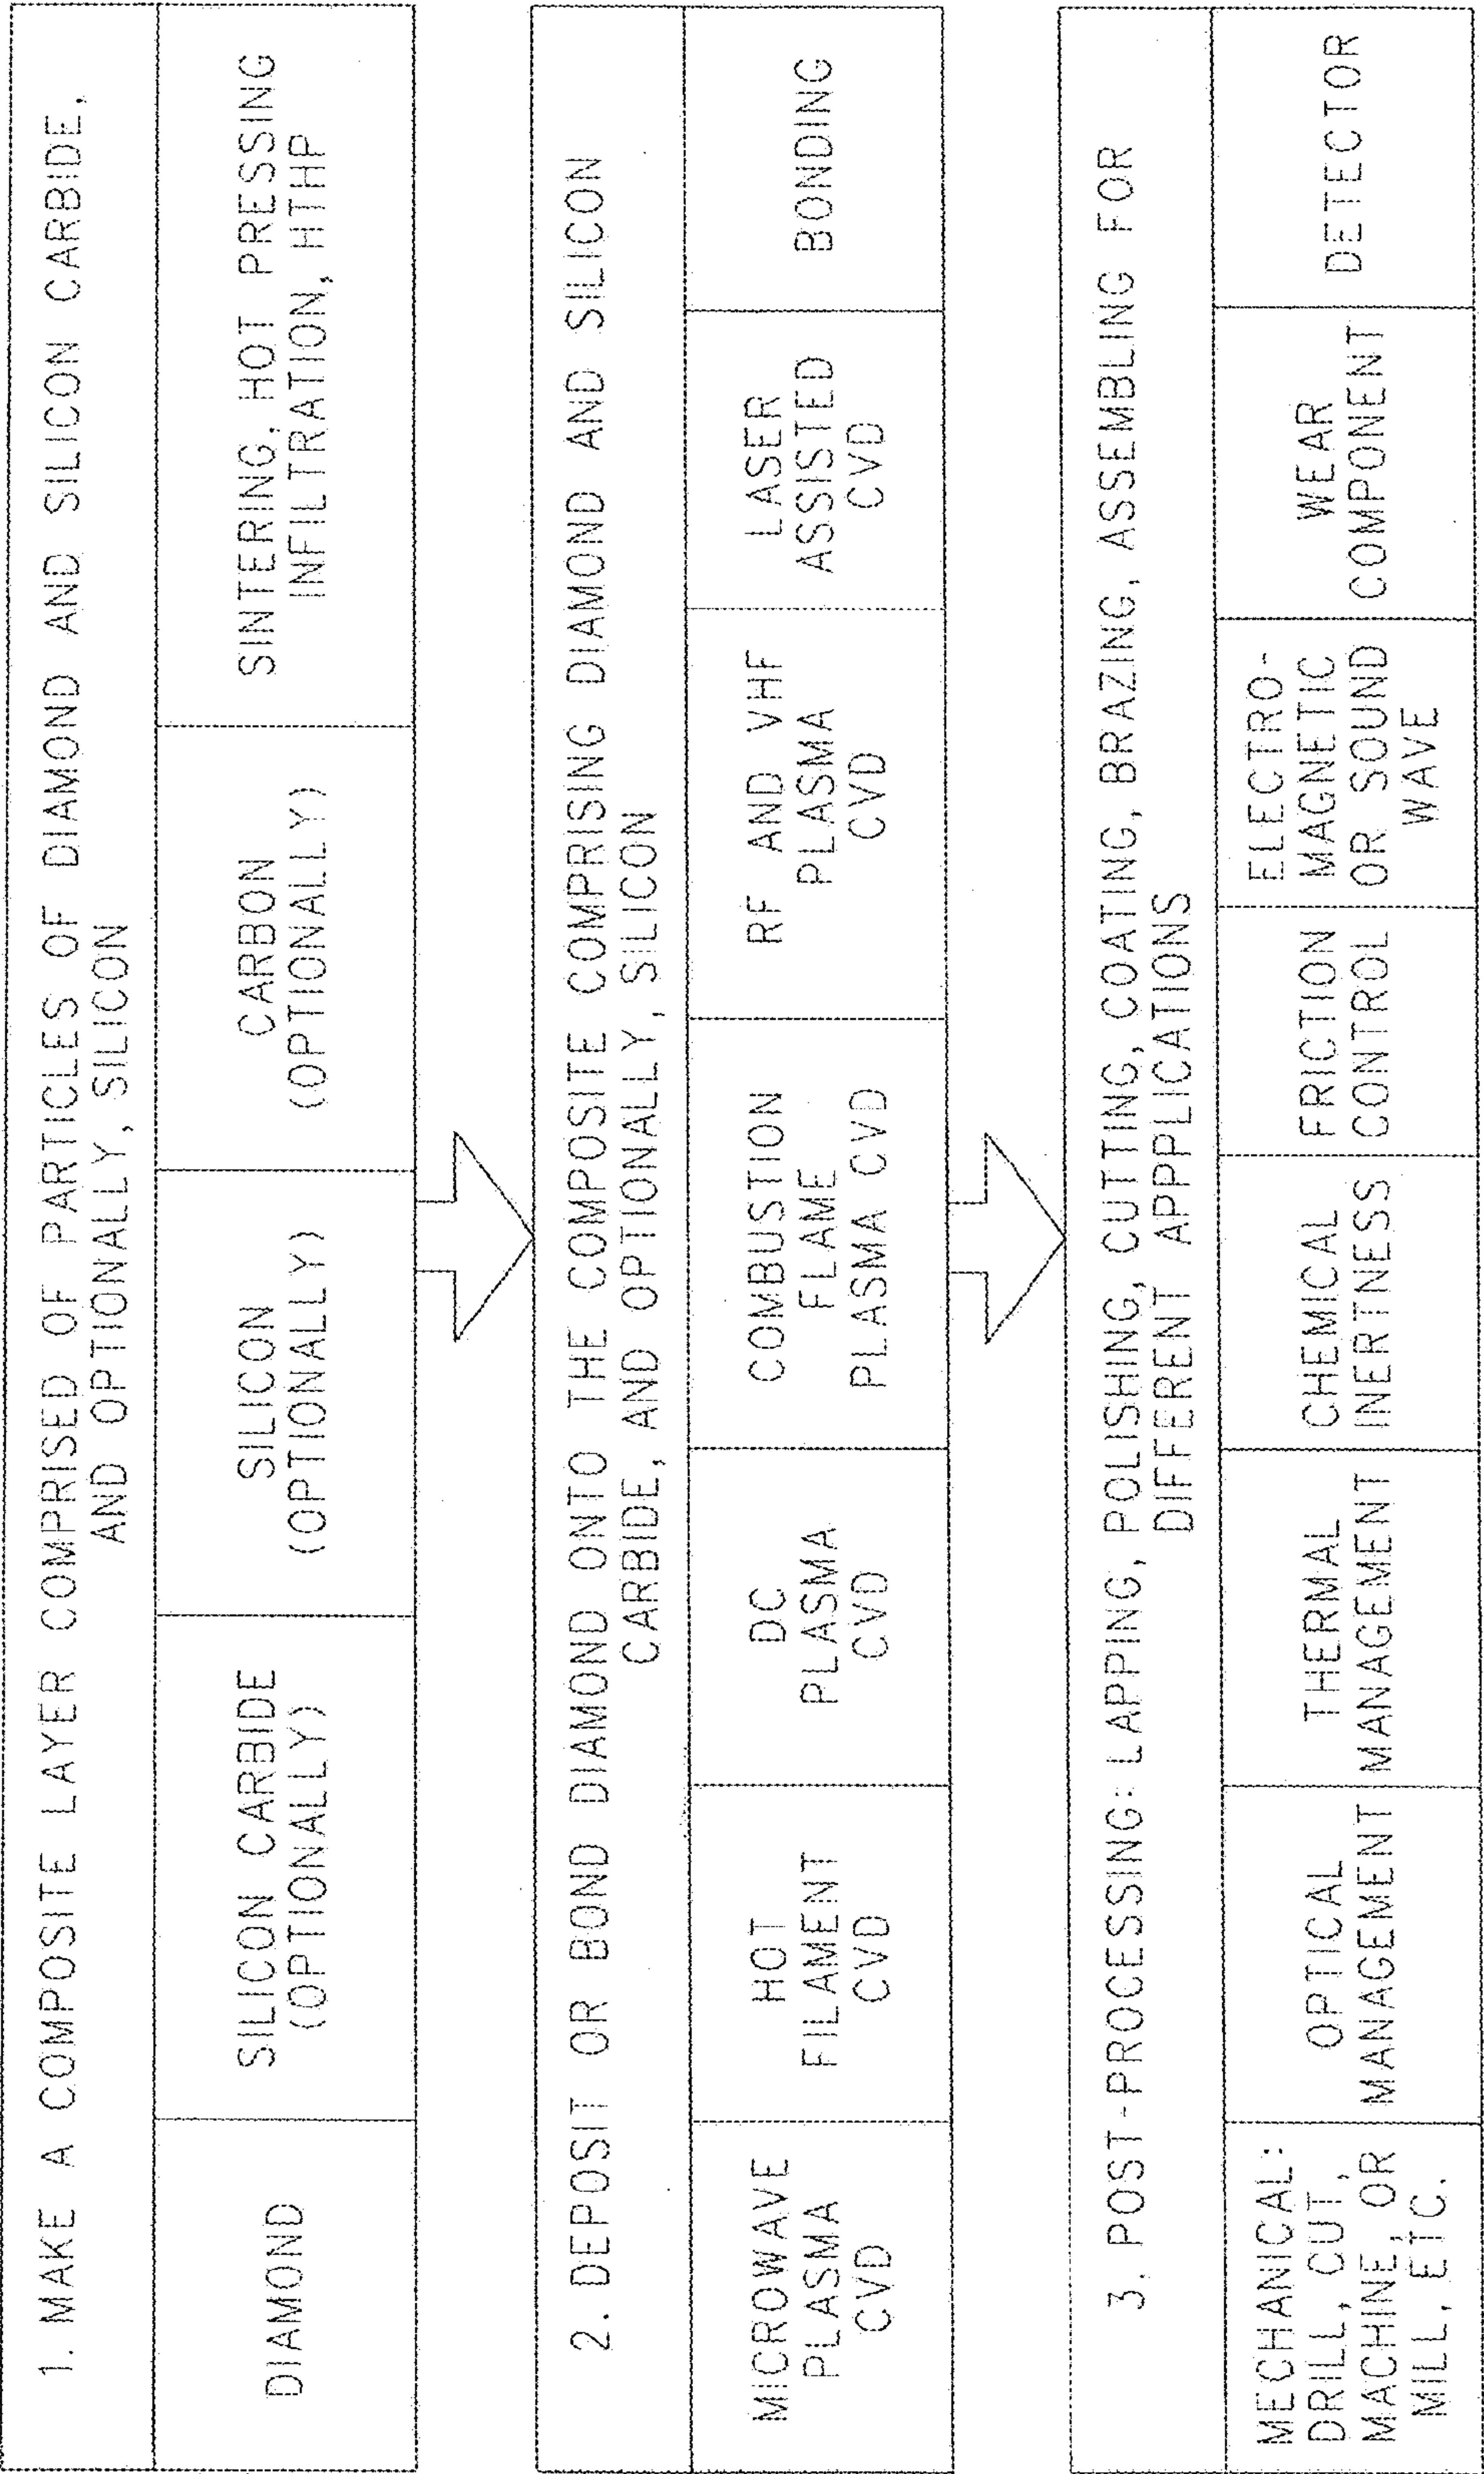 1. MAKE A COMPOSITE LAYER COMPRISED OF PARTICLES OF DIAMOND AND SILICON CARBIDE,
AND OPTIONALLY, SILICON
DIAMOND
SILICON CARBIDE
(OPTIONALLY)
SILICON
(OPTIONALLY)
CARBON
(OPTIONALLY)
SINTERING, HOT PRESSING
INFILTRATION, HTHP
2. DEPOSIT OR BOND DIAMOND ONTO THE COMPOSITE COMPRISING DIAMOND AND SILICON
CARBIDE, AND OPTIONALLY, SILICON
MICROWAVE
PLASMA
CVD
HOT
FILAMENT
CVD
DC
PLASMA
CVD
COMBUSTION
FLAME
PLASMA CVD
RF AND VHF
PLASMA
CVD
LASER
ASSISTED
CVD
BONDING
3. POST-PROCESSING: LAPPING, POLISHING, CUTTING, COATING, BRAZING, ASSEMBLING FOR
DIFFERENT APPPLICATIONS
MECHANICAL:
DRILL, CUT,
MACHINE, OR
MILL, ETC.
OPTICAL
MANAGEMENT
THERMAL
MANAGEMENT
CHEMICAL
INERTNESS
FRICTION
CONTROL
ELECTRO-
MAGNETIC
OR SOUND
WAVE
WEAR
COMPONENT
DETECTOR